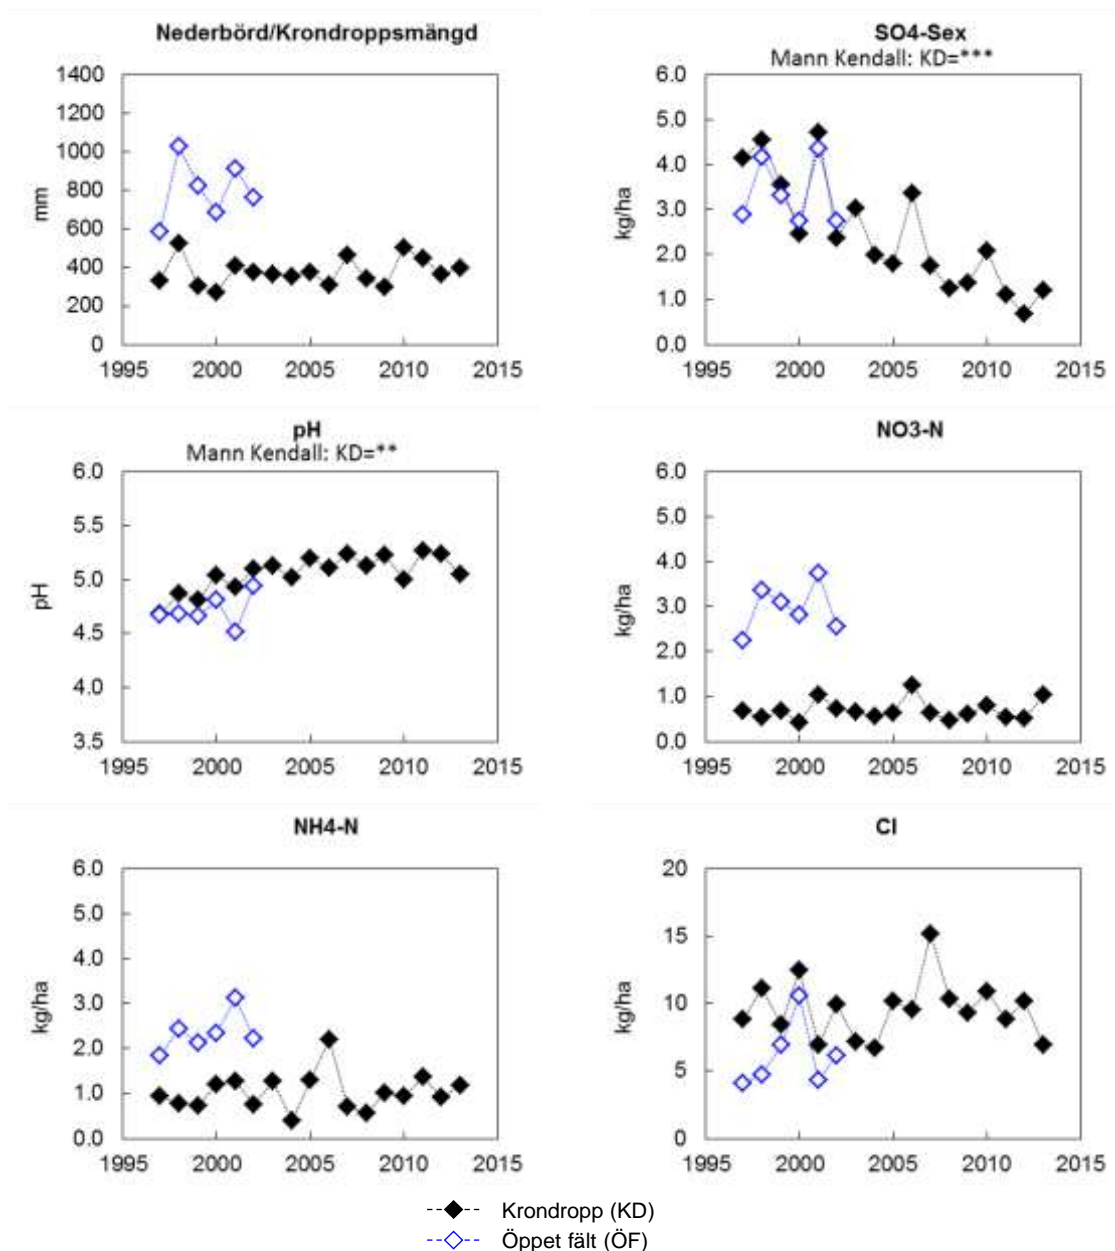 Nederbörd/Krondroppsmängd
mm
1400
1200
1000
800
600
400
200
0
1995 2000 2005 2010 2015
SO4-Sex
Mann Kendall: KD=***
kg/ha
6.0
5.0
4.0
3.0
2.0
1.0
0.0
1995 2000 2005 2010 2015
pH
Mann Kendall: KD=**
pH
6.0
5.5
5.0
4.5
4.0
3.5
1995 2000 2005 2010 2015
NO3-N
kg/ha
6.0
5.0
4.0
3.0
2.0
1.0
0.0
1995 2000 2005 2010 2015
NH4-N
kg/ha
6.0
5.0
4.0
3.0
2.0
1.0
0.0
1995 2000 2005 2010 2015
Cl
kg/ha
20
15
10
5
0
1995 2000 2005 2010 2015
Krondropp (KD)
Öppet fält (ÖF)